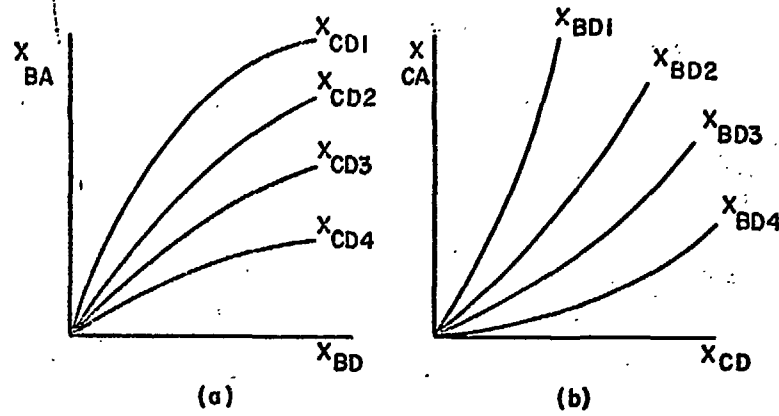 X BA
X CD1
X CD2
X CD3
X CD4
X BD
(a)
X CA
X BD1
X BD2
X BD3
X BD4
X CD
(b)